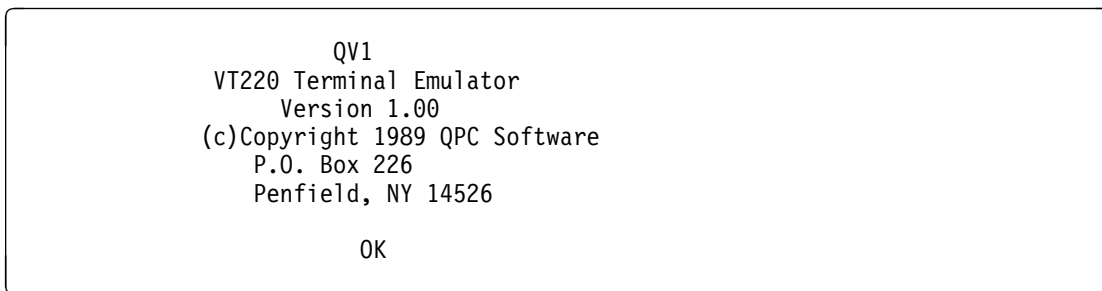 QV1
VT220 Terminal Emulator
Version 1.00
(c)Copyright 1989 QPC Software
P.O. Box 226
Penfield, NY 14526
OK